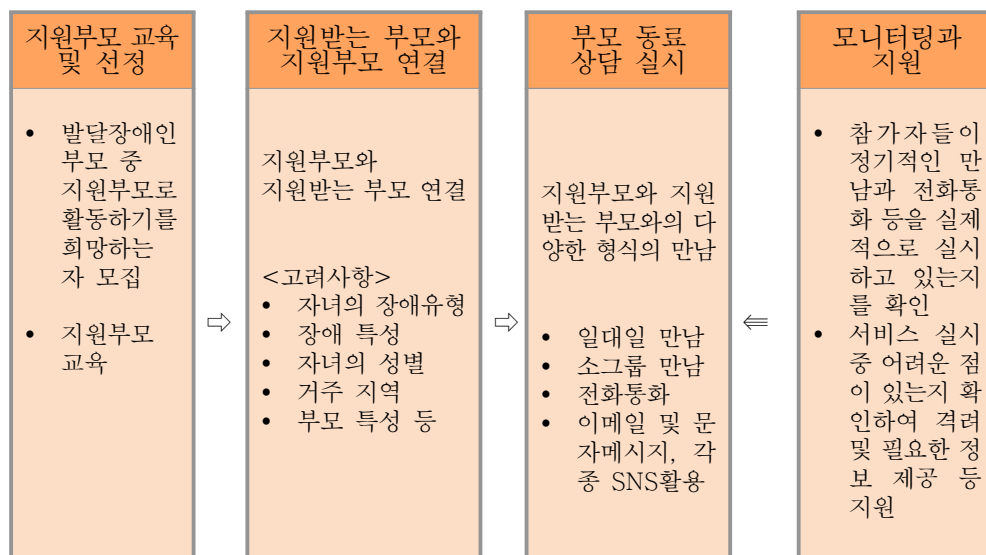 지원부모 교육
및 선정
• 발달장애인
부모 중
지원부모로
활동하기를
희망하는
자 모집
• 지원부모
교육
⇨
지원받는 부모와
지원부모 연결
지원부모와
지원받는 부모 연결
<고려사항>
• 자녀의 장애유형
• 장애 특성
• 자녀의 성별
• 거주 지역
• 부모 특성 등
⇨
부모 동료
상담 실시
지원부모와 지원
받는 부모와의 다
양한 형식의 만남
• 일대일 만남
• 소그룹 만남
• 전화통화
• 이메일 및 문
자메시지, 각
종 SNS활용
⇐
모니터링과
지원
• 참가자들이
정기적인 만
남과 전화통
화 등을 실제
적으로 실시
하고 있는지
를 확인
• 서비스 실시
중 어려운 점
이 있는지 확
인하여 격려
및 필요한 정
보 제공 등
지원